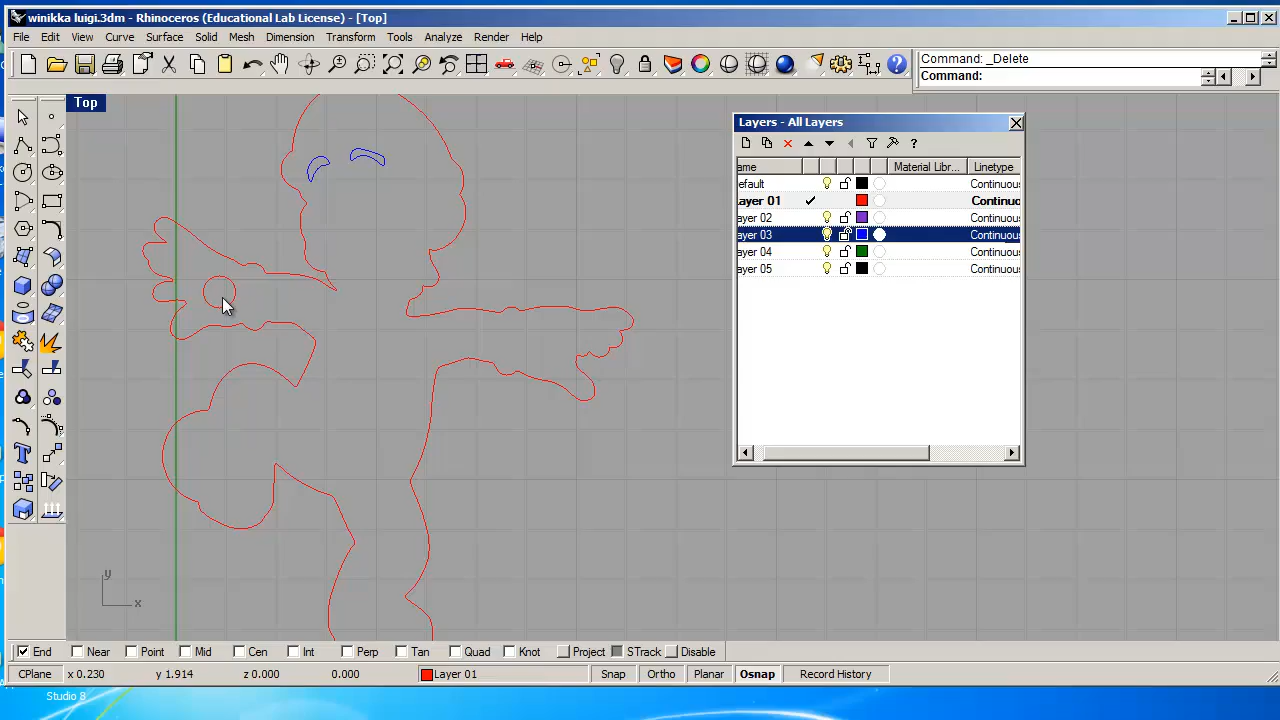 winikka luigi.3dm - Rhinoceros (Educational Lab License) - [Top]
File Edit View Curve Surface Solid Mesh Dimension Transform Tools Analyze Render Help
Command: _Delete
Command:
Top
Layers - All Layers
ame Material Libr... Linetype
efault Continuous
ayer 01 Continuo
ayer 02 Continuous
ayer 03 Continuous
ayer 04 Continuous
ayer 05 Continuous
y
x
End Near Point Mid Cen Int Perp Tan Quad Knot Project STrack Disable
CPlane x 0.230 y 1.914 z 0.000 0.000 Layer 01 Snap Ortho Planar Osnap Record History
Studio 8